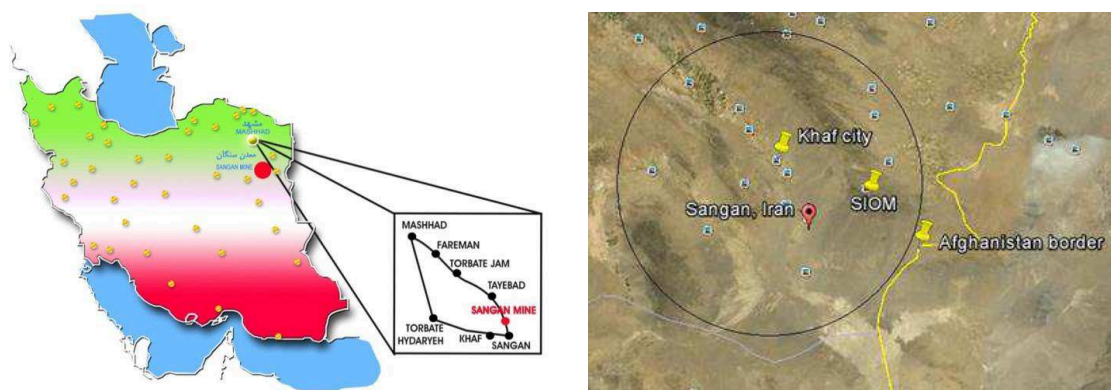 مشهد
MASHHAD
معدن سنگان
SANGAN MINE
MASHHAD
FAREMAN
TORBATE JAM
TAYEBAD
SANGAN MINE
TORBATE
HYDARYEH
KHAF
SANGAN
Khaf city
SIOM
Sangan, Iran
Afghanistan border